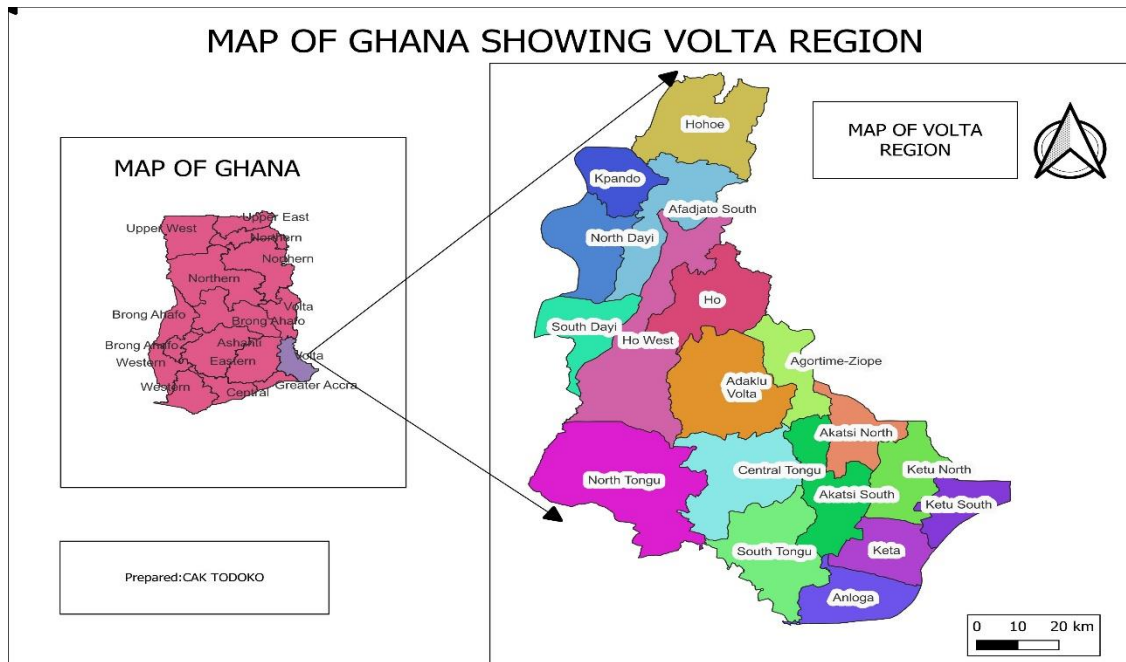 MAP OF GHANA SHOWING VOLTA REGION
MAP OF GHANA
Upper East
Upper West
Northern
Northern
Northern
Volta
Brong Ahafo
Brong Ahafo
Ashanti
Brong Ahafo
Volta
Eastern
Western
Greater Accra
Western
Central
Prepared:CAK TODOKO
MAP OF VOLTA
REGION
Hohoe
Kpando
Afadjato South
North Dayi
Ho
South Dayi
Ho West
Agortime-Ziope
Adaklu
Volta
Akatsi North
Central Tongu
Ketu North
North Tongu
Akatsi South
Ketu South
South Tongu
Keta
Anloga
0 10 20 km